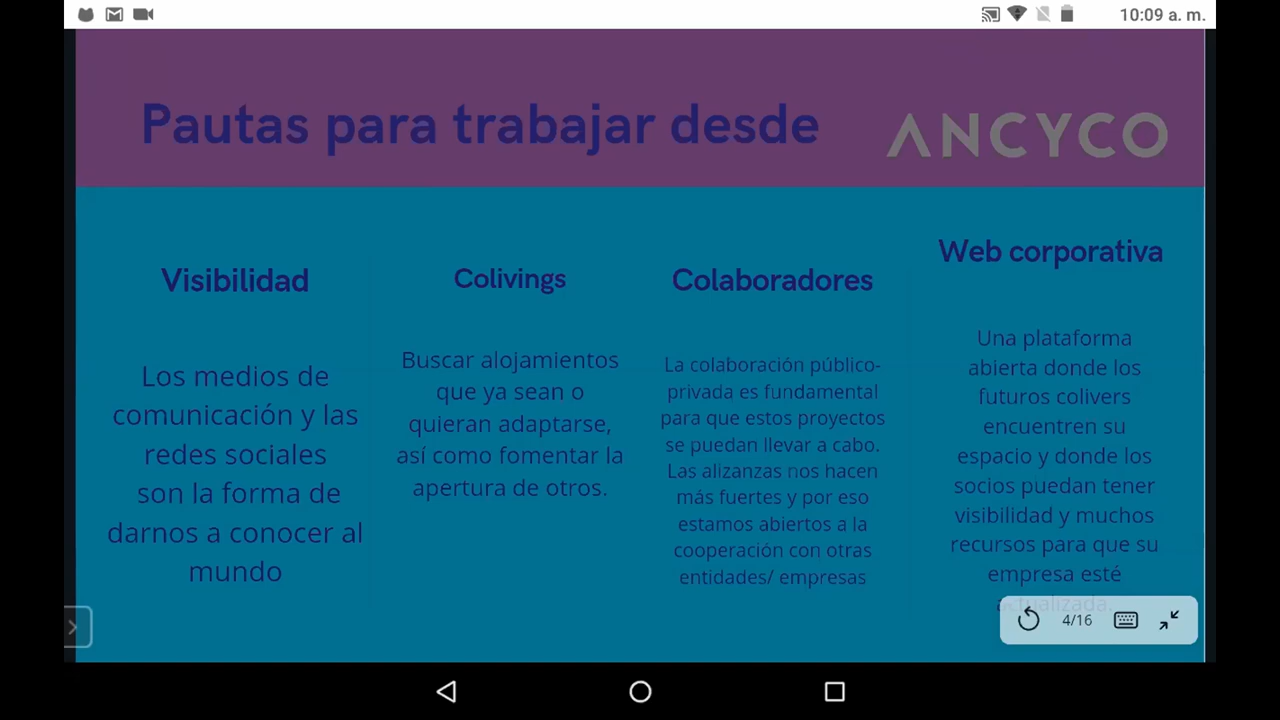 10:09 a. m.
Pautas para trabajar desde
ANCYCO
Visibilidad
Los medios de
comunicación y las
redes sociales
son la forma de
darnos a conocer al
mundo
Colivings
Buscar alojamientos
que ya sean o
quieran adaptarse,
así como fomentar la
apertura de otros.
Colaboradores
La colaboración público-
privada es fundamental
para que estos proyectos
se puedan llevar a cabo.
Las alizanzas nos hacen
más fuertes y por eso
estamos abiertos a la
cooperación con otras
entidades/ empresas
Web corporativa
Una plataforma
abierta donde los
futuros colivers
encuentren su
espacio y donde los
socios puedan tener
visibilidad y muchos
recursos para que su
empresa esté
actualizada.
4/16